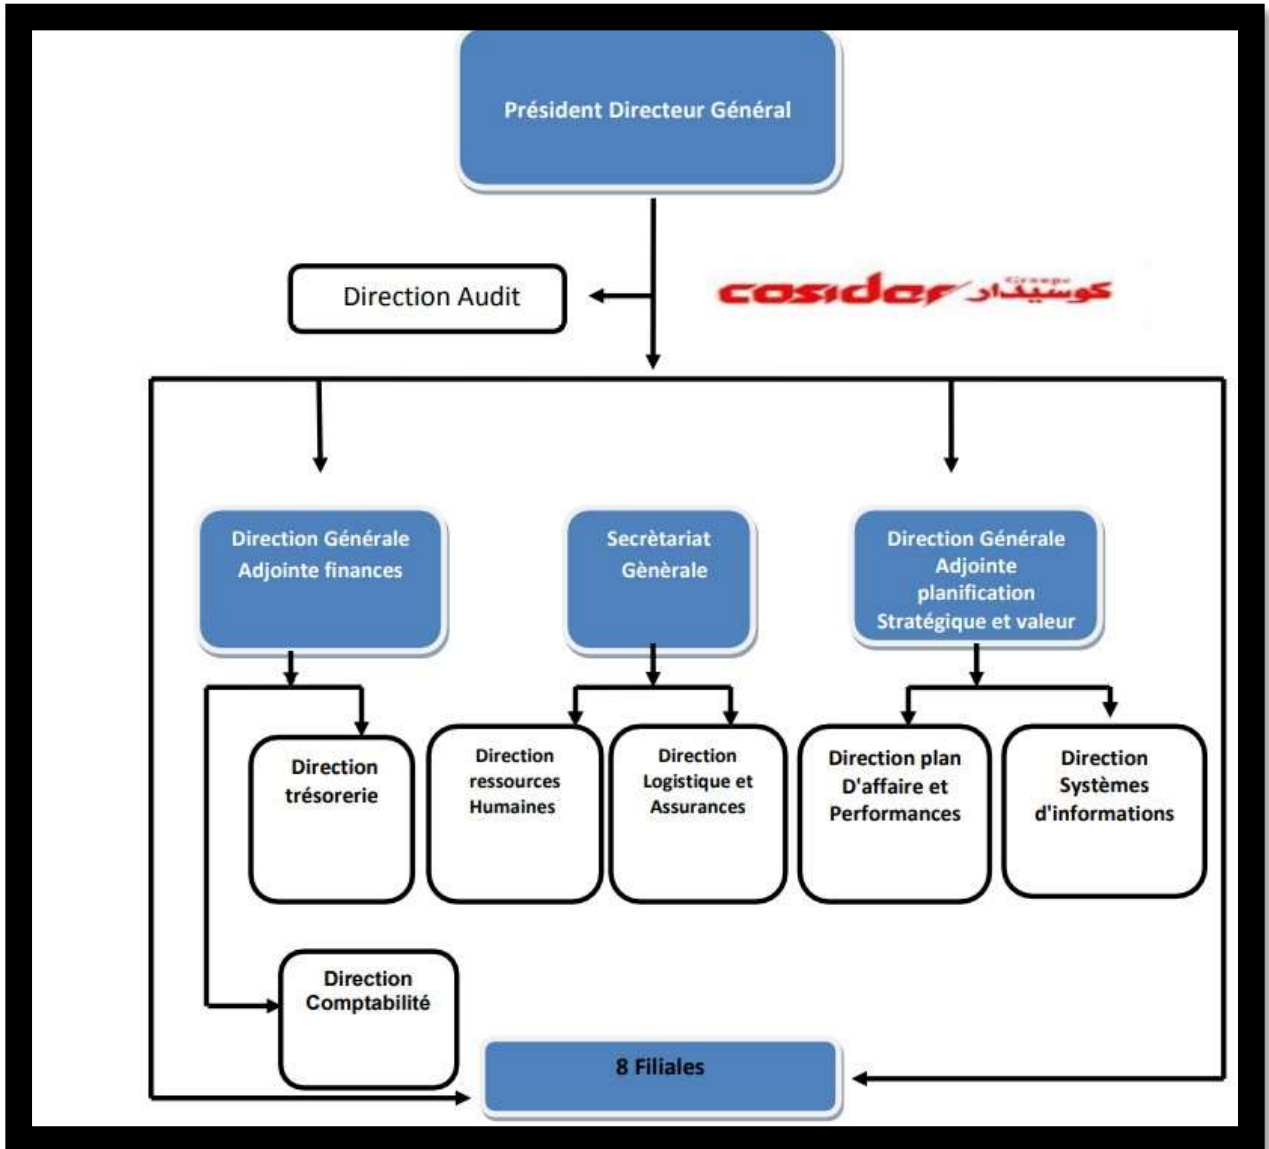 Président Directeur Général
Direction Audit
cosider
Groupe
كوسيدار
Direction Générale
Adjointe finances
Secrètariat
Gènèrale
Direction Générale
Adjointe
planification
Stratégique et valeur
Direction
trésorerie
Direction
ressources
Humaines
Direction
Logistique et
Assurances
Direction plan
D'affaire et
Performances
Direction
Systèmes
d'informations
Direction
Comptabilité
8 Filiales